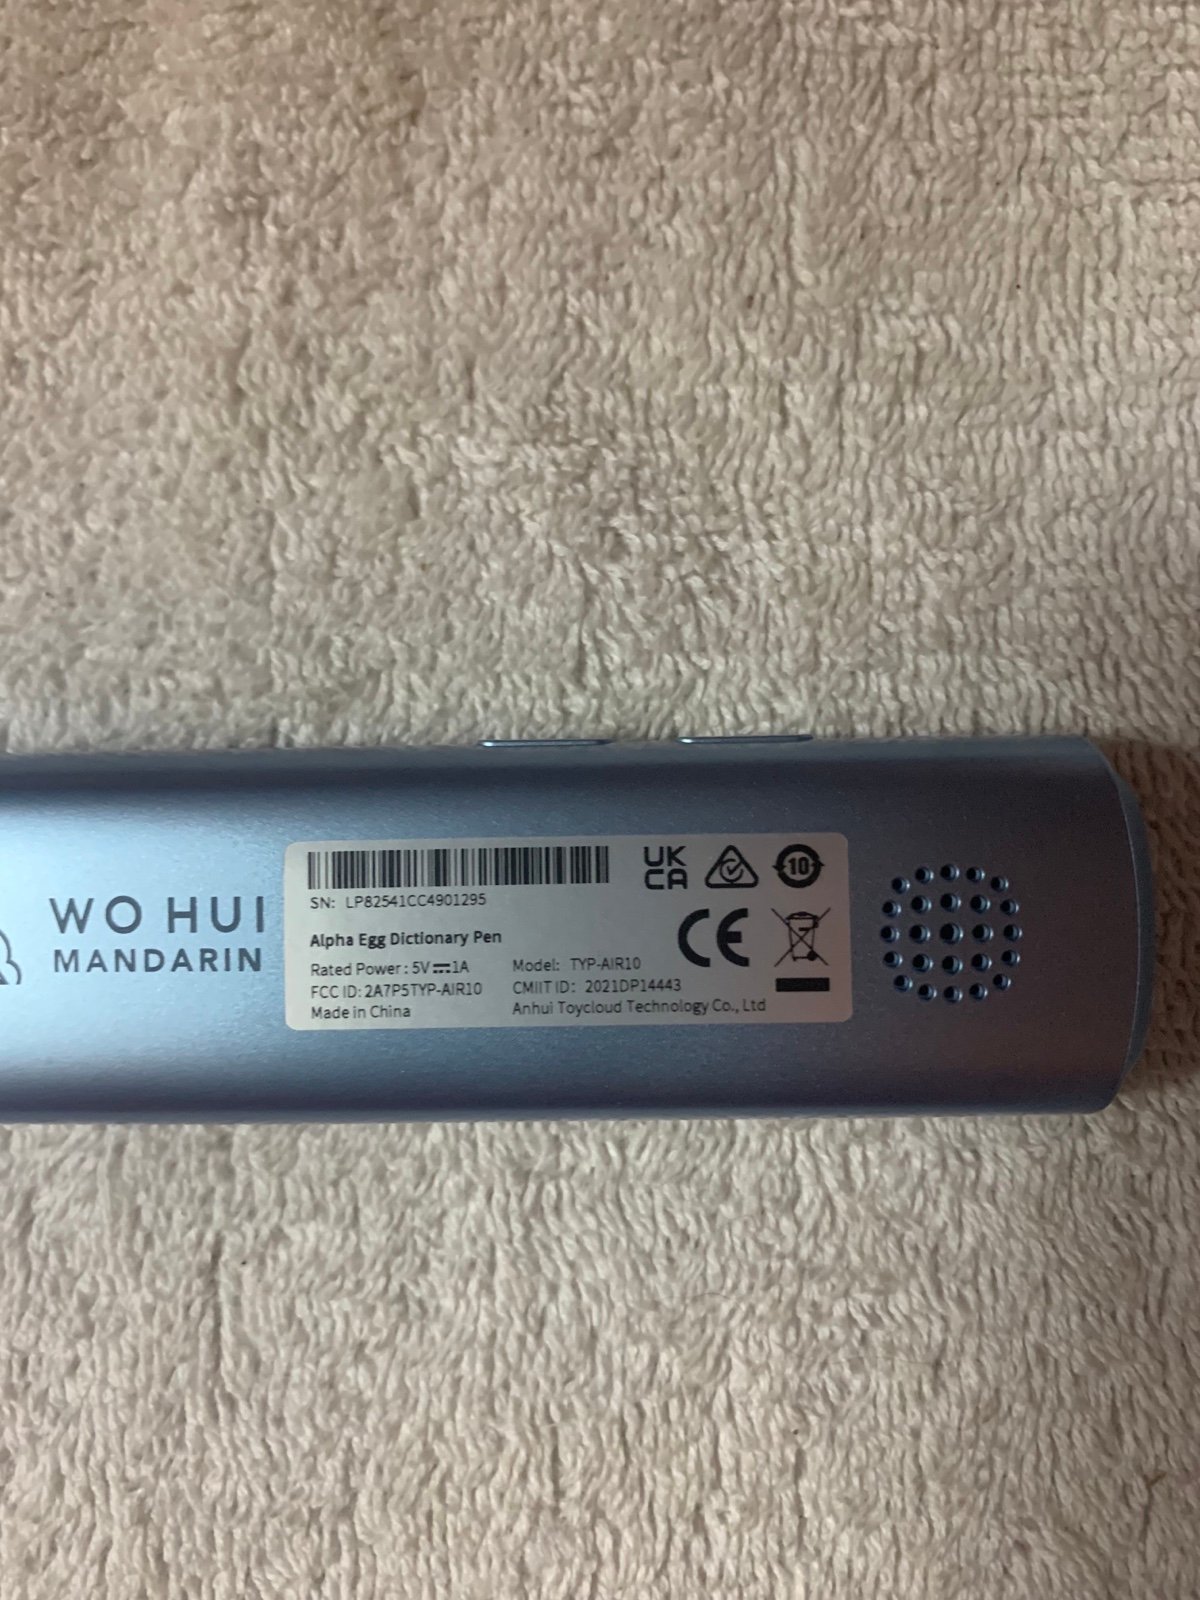 WO HUI
MANDARIN
SN: LP82541CC4901295
Alpha Egg Dictionary Pen
Rated Power : 5V⎓1A
FCC ID: 2A7P5TYP-AIR10
Made in China
Model: TYP-AIR10
CMIIT ID: 2021DP14443
Anhui Toycloud Technology Co., Ltd
UK
CA
10
CE